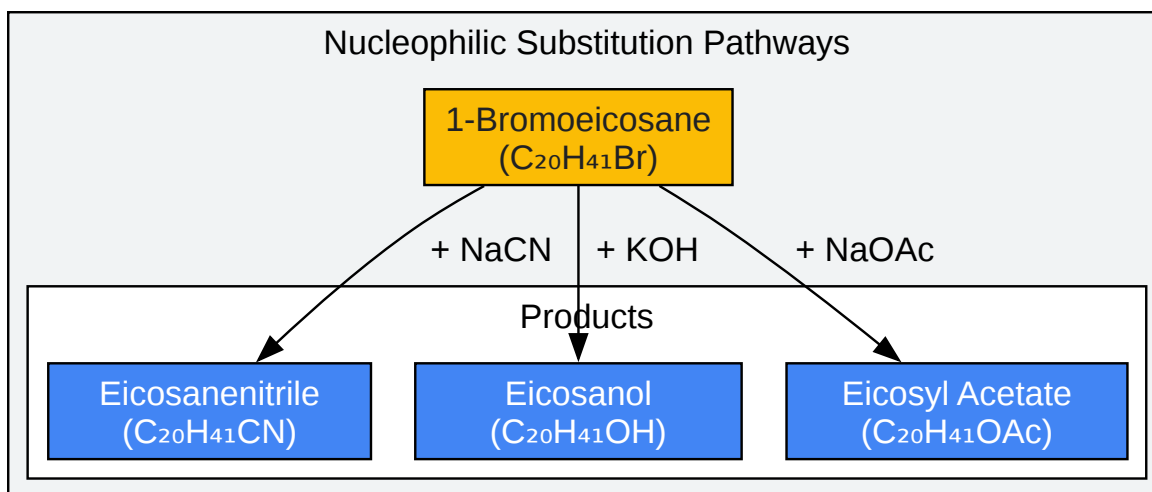 Nucleophilic Substitution Pathways
1-Bromoeicosane
(C₂₀H₄₁Br)
+ NaCN
+ KOH
+ NaOAc
Products
Eicosanenitrile
(C₂₀H₄₁CN)
Eicosanol
(C₂₀H₄₁OH)
Eicosyl Acetate
(C₂₀H₄₁OAc)